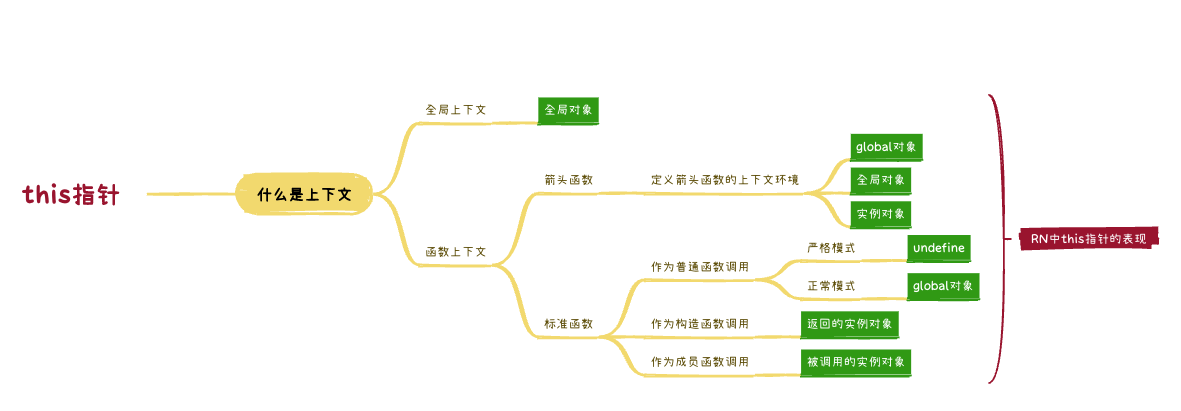 this指针
什么是上下文
全局上下文
全局对象
函数上下文
箭头函数
定义箭头函数的上下文环境
global对象
全局对象
实例对象
标准函数
作为普通函数调用
严格模式
undefine
正常模式
global对象
作为构造函数调用
返回的实例对象
作为成员函数调用
被调用的实例对象
RN中this指针的表现